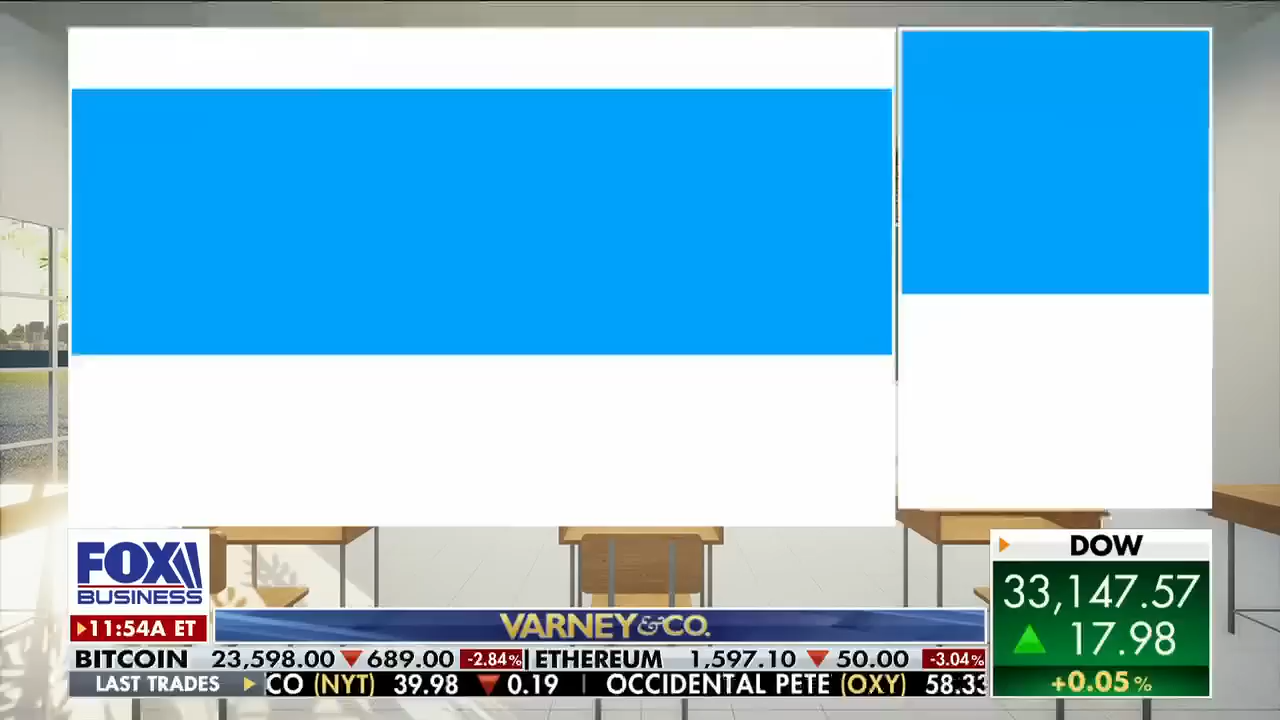 FOX
BUSINESS
11:54A ET
VARNEY & CO.
DOW
33,147.57
17.98
+0.05%
BITCOIN 23,598.00 689.00 -2.84% ETHEREUM 1,597.10 50.00 -3.04%
LAST TRADES CO (NYT) 39.98 0.19 OCCIDENTAL PETE (OXY) 58.33